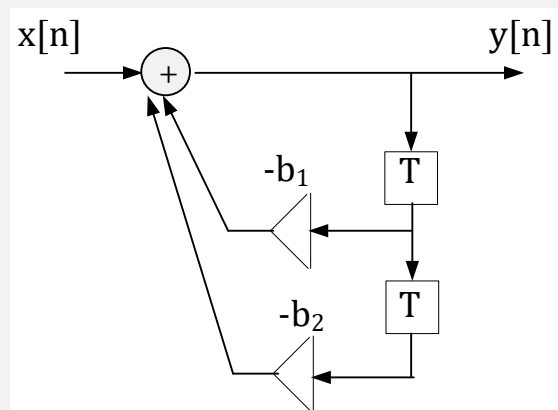 x[n] y[n]
+
T
-b₁
T
-b₂